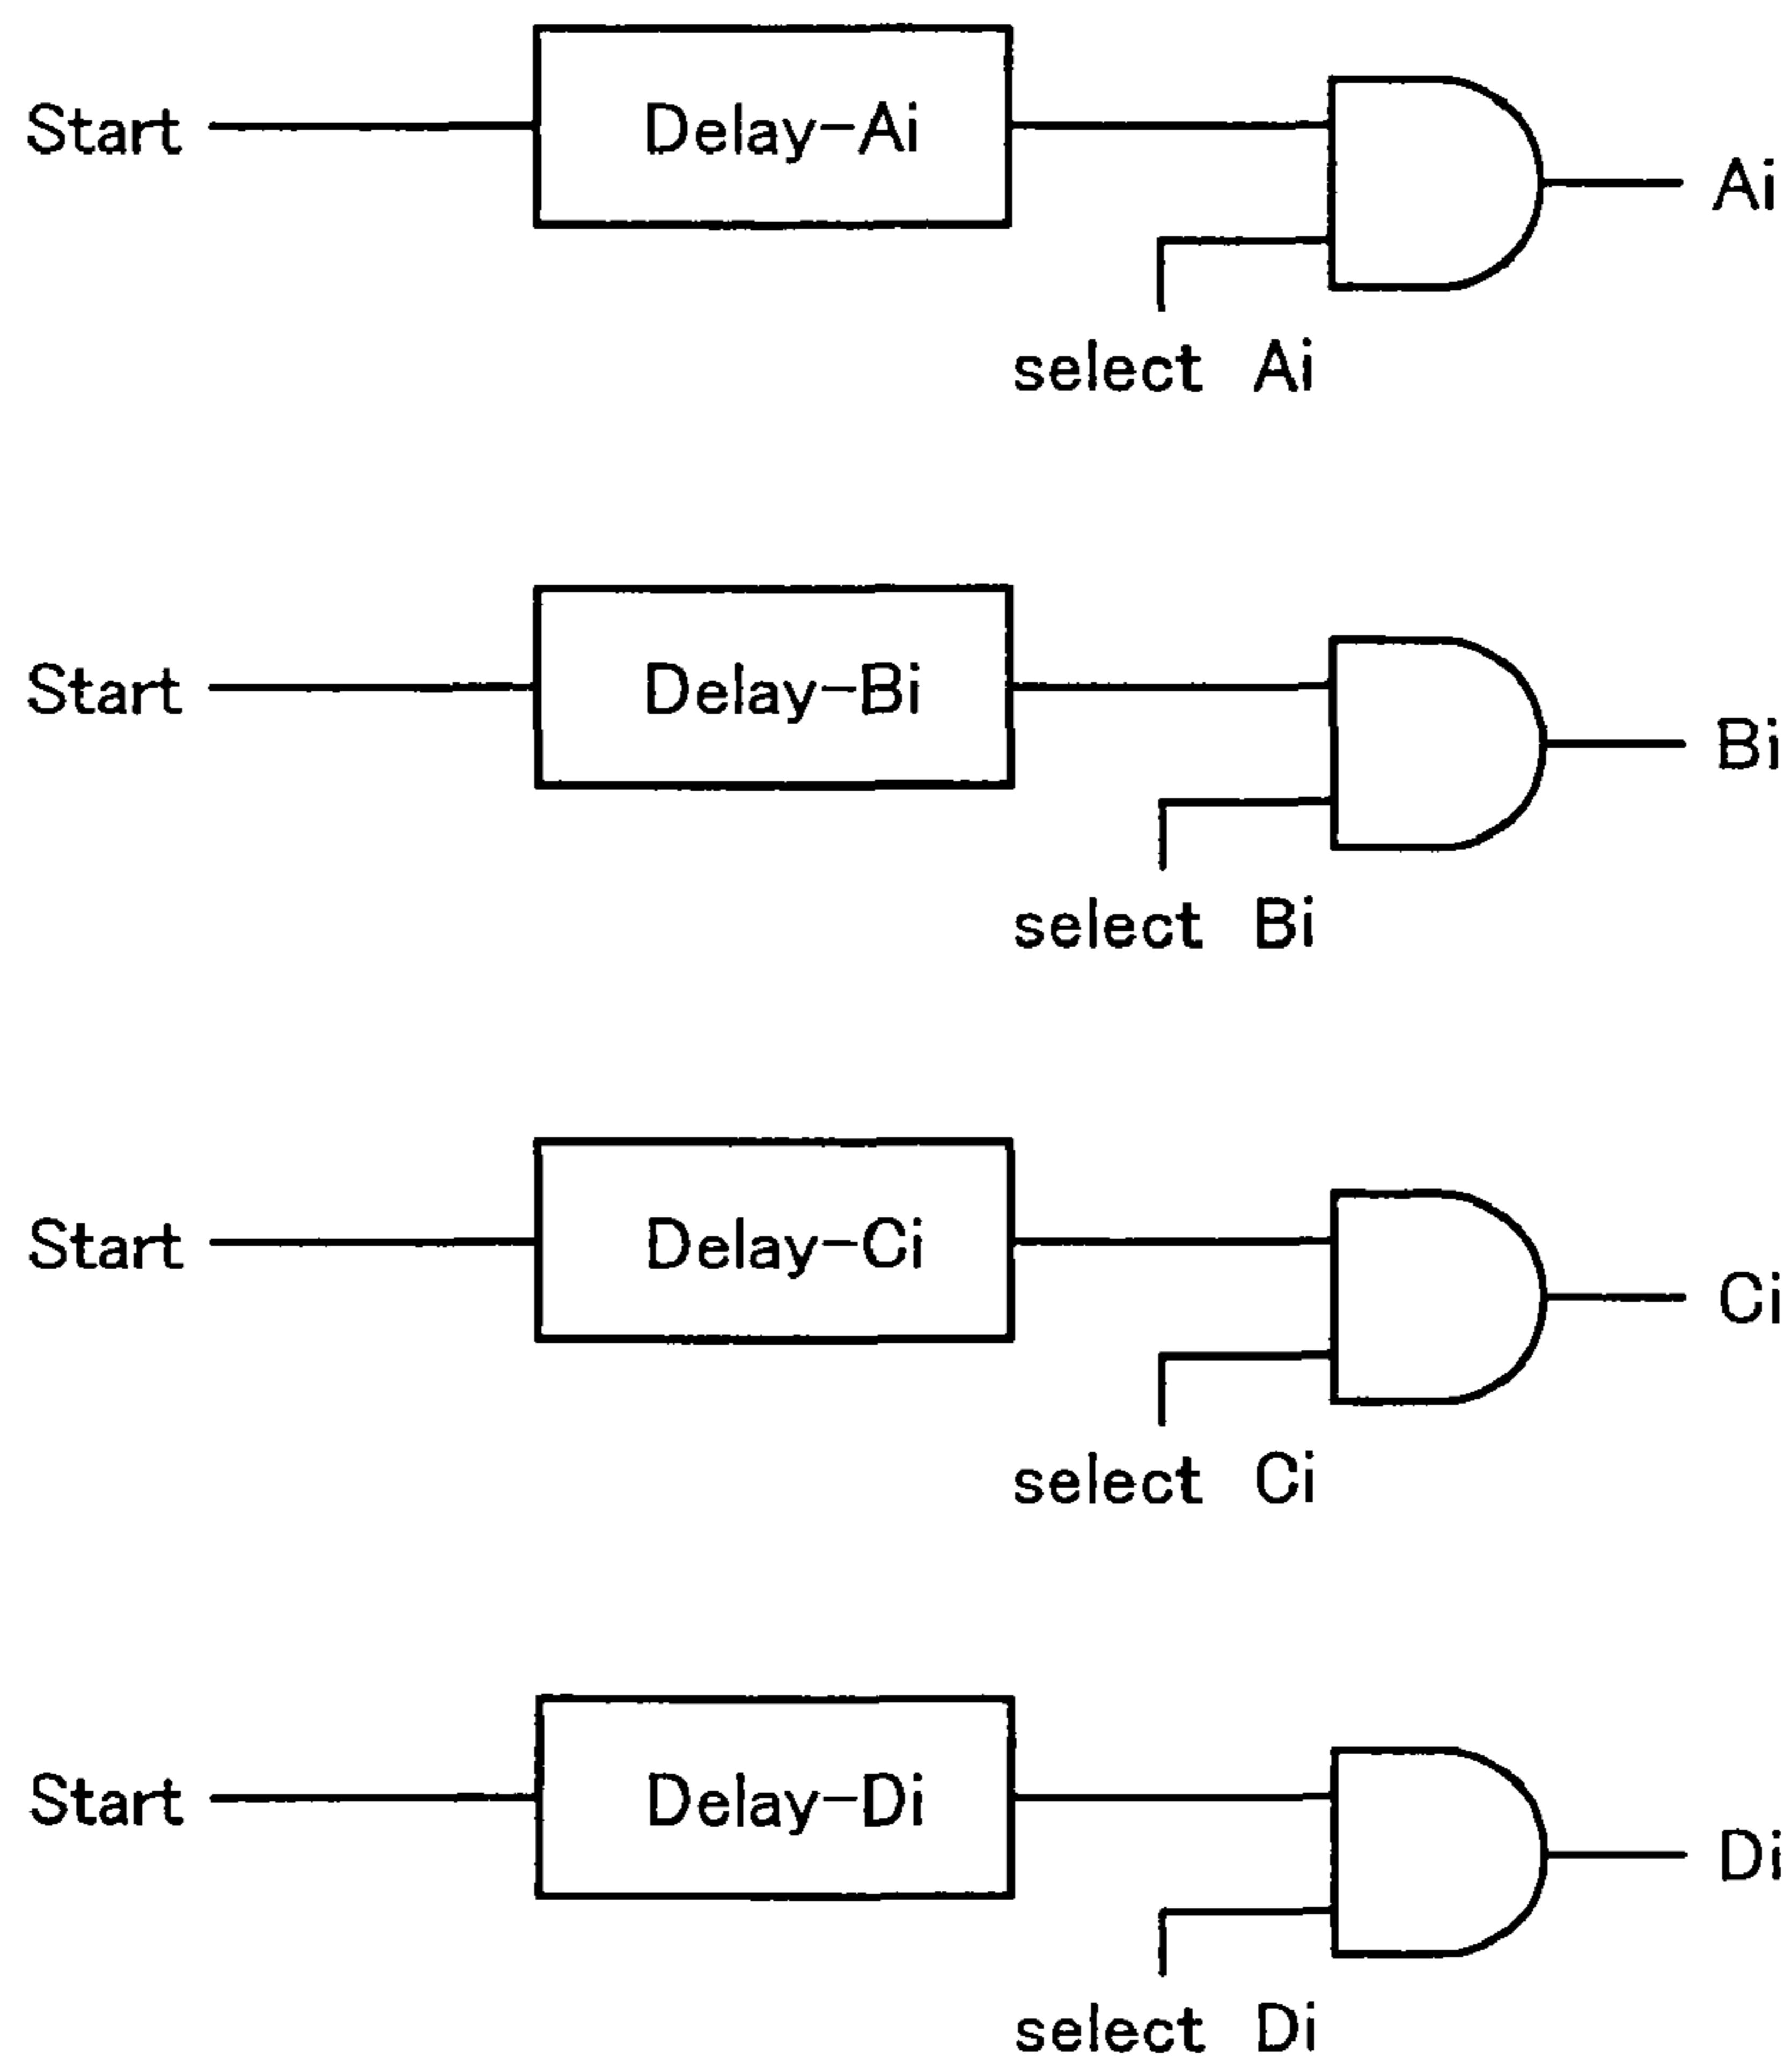 Start Delay-Ai Ai
select Ai
Start Delay-Bi Bi
select Bi
Start Delay-Ci Ci
select Ci
Start Delay-Di Di
select Di